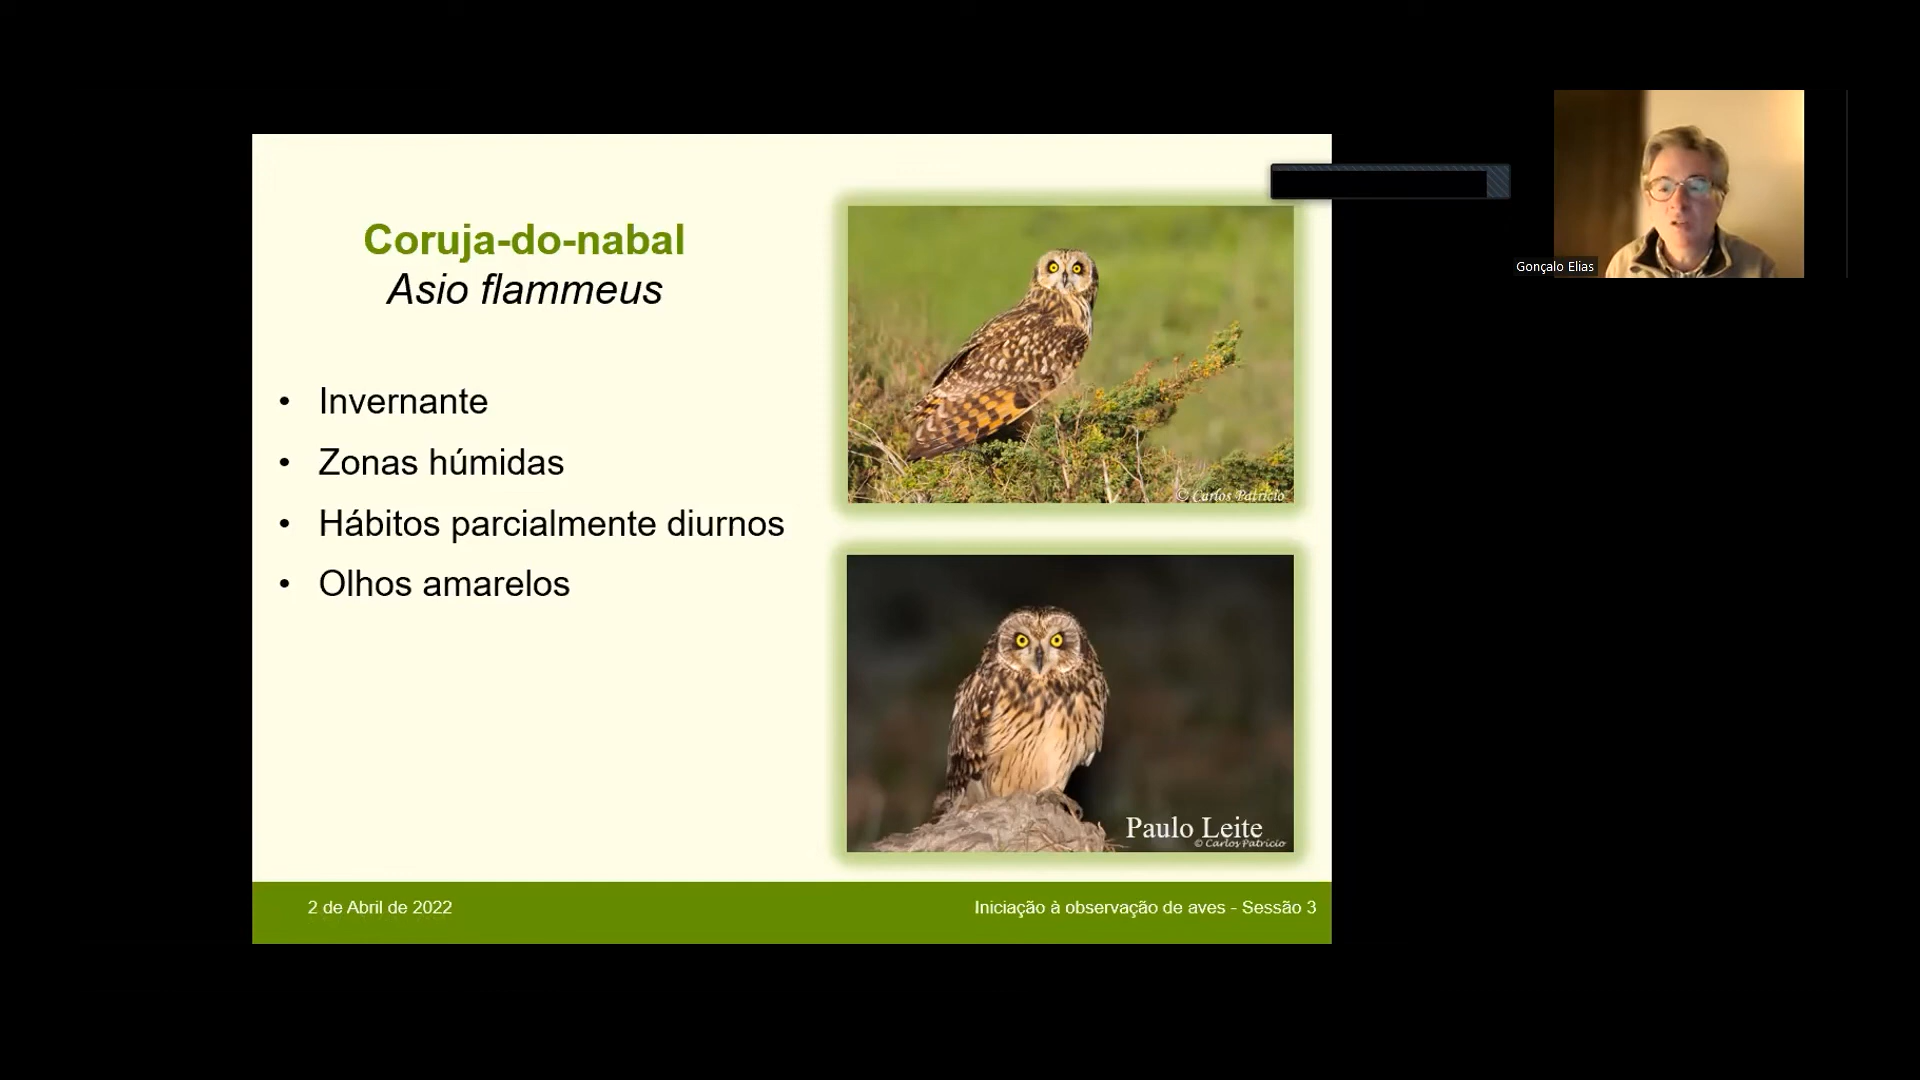 Coruja-do-nabal
Asio flammeus
• Invernante
• Zonas húmidas
• Hábitos parcialmente diurnos
• Olhos amarelos
© Carlos Patrício
Paulo Leite
© Carlos Patrício
2 de Abril de 2022
Iniciação à observação de aves - Sessão 3
Gonçalo Elias